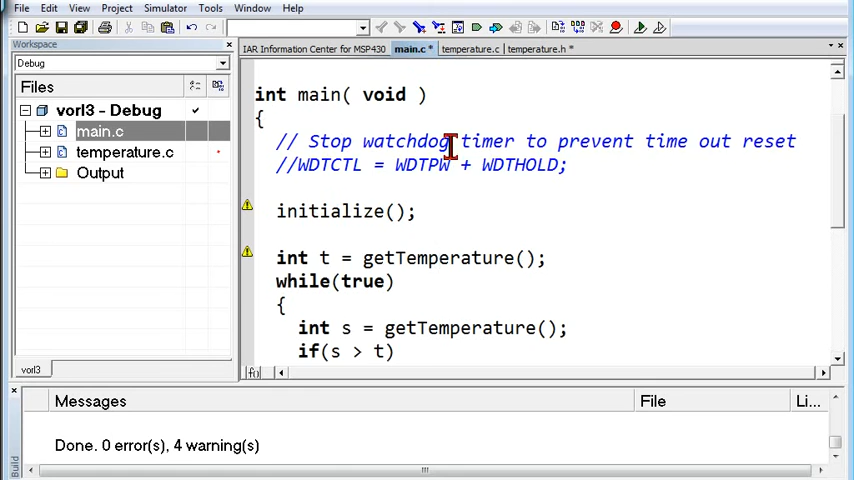 File Edit View Project Simulator Tools Window Help
Workspace
Debug
Files
vorl3 - Debug
main.c
temperature.c
Output
vorl3
IAR Information Center for MSP430 main.c * temperature.c temperature.h *
int main( void )
{
// Stop watchdog timer to prevent time out reset
//WDTCTL = WDTPW + WDTHOLD;
initialize();
int t = getTemperature();
while(true)
{
int s = getTemperature();
if(s > t)
f()
Messages File Li...
Done. 0 error(s), 4 warning(s)
Build